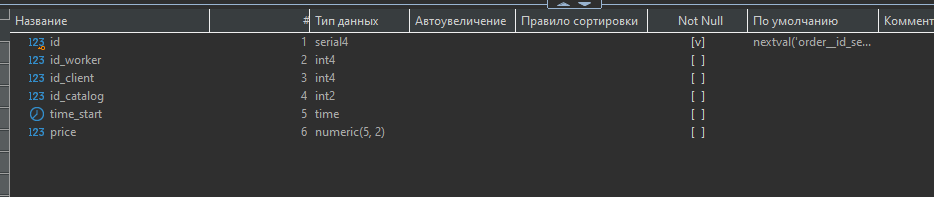 Название # Тип данных Автоувеличение Правило сортировки Not Null По умолчанию Коммент
123 id 1 serial4 [v] nextval('order__id_se...
123 id_worker 2 int4 [ ]
123 id_client 3 int4 [ ]
123 id_catalog 4 int2 [ ]
time_start 5 time [ ]
123 price 6 numeric(5, 2) [ ]